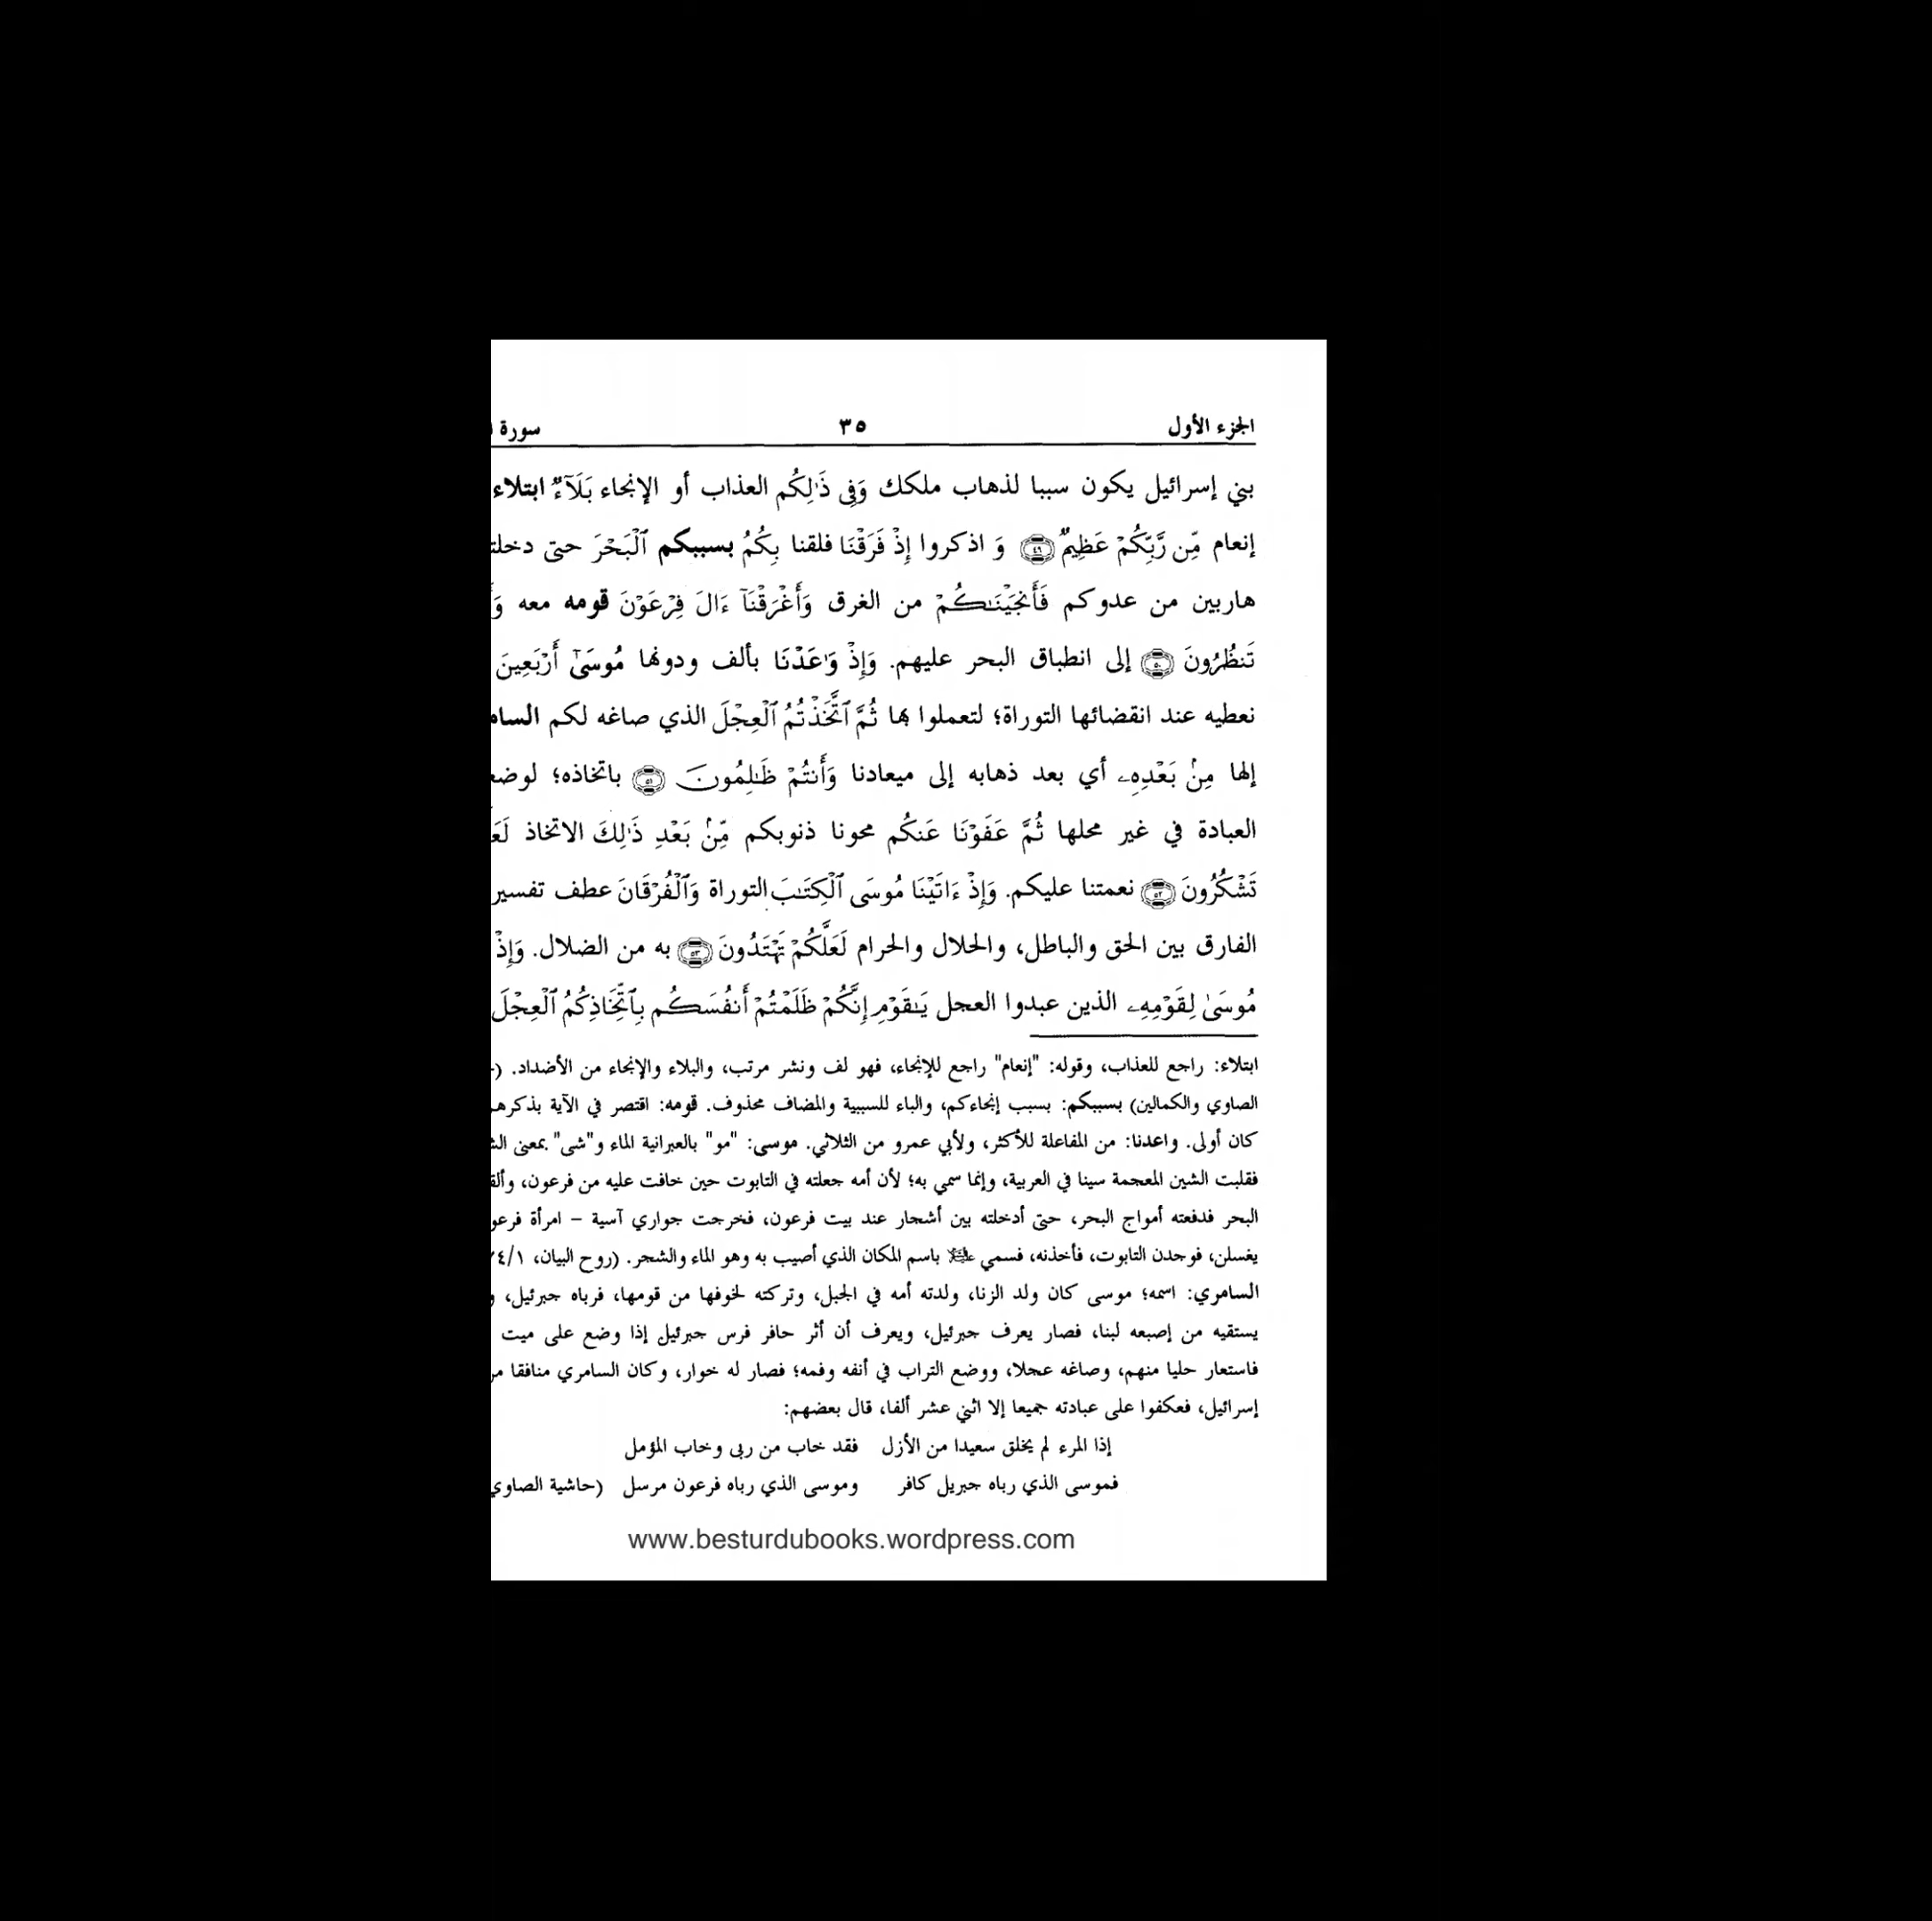 الجزء الأول ٣٥ سورة
بني إسرائيل يكون سببا لذهاب ملكك وَفِى ذَٰلِكُم العذاب أو الإنجاء بَلَآءٌ ابتلاء
إنعام مِّن رَّبِّكُمْ عَظِيمٌ ٤٩ وَ اذكروا إِذْ فَرَقْنَا فلقنا بِكُمُ بسببكم ٱلْبَحْرَ حتى
هاربين من عدوكم فَأَنجَيْنَـٰكُمْ من الغرق وَأَغْرَقْنَآ ءَالَ فِرْعَوْنَ قومه معه
تَنظُرُونَ ٥٠ إلى انطباق البحر عليهم. وَإِذْ وَٰعَدْنَا بألف ودونها مُوسَىٰٓ أَرْبَعِينَ
نعطيه عند انقضائها التوراة؛ لتعملوا بها ثُمَّ ٱتَّخَذْتُمُ ٱلْعِجْلَ الذي صاغه لكم
إلها مِنۢ بَعْدِهِۦ أي بعد ذهابه إلى ميعادنا وَأَنتُمْ ظَـٰلِمُونَ ٥١ باتخاذه؛
العبادة في غير محلها ثُمَّ عَفَوْنَا عَنكُم محونا ذنوبكم مِّنۢ بَعْدِ ذَٰلِكَ الاتخاذ
تَشْكُرُونَ ٥٢ نعمتنا عليكم. وَإِذْ ءَاتَيْنَا مُوسَى ٱلْكِتَـٰبَ التوراة وَٱلْفُرْقَانَ عطف تفسير
الفارق بين الحق والباطل، والحلال والحرام لَعَلَّكُمْ تَهْتَدُونَ ٥٣ به من الضلال. وَإِذْ
مُوسَىٰ لِقَوْمِهِۦ الذين عبدوا العجل يَـٰقَوْمِ إِنَّكُمْ ظَلَمْتُمْ أَنفُسَكُم بِٱتِّخَاذِكُمُ ٱلْعِجْلَ
ابتلاء: راجع للعذاب، وقوله: "إنعام" راجع للإنجاء، فهو لف ونشر مرتب، والبلاء والإنجاء من الأضداد.
الصاوي والكمالين) بسببكم: بسبب إنجاءكم، والباء للسببية والمضاف محذوف. قومه: اقتصر في الآية
كان أولى. واعدنا: من المفاعلة للأكثر، ولأبي عمرو من الثلاثي. موسى: "مو" بالعبرانية الماء و"شى" بمعنى
فقلبت الشين المعجمة سينا في العربية، وإنما سمي به؛ لأن أمه جعلته في التابوت حين خافت عليه من فرعون،
البحر فدفعته أمواج البحر، حتى أدخلته بين أشجار عند بيت فرعون، فخرجت جواري آسية – امرأة
يغسلن، فوجدن التابوت، فأخذنه، فسمي عليه السلام باسم المكان الذي أصيب به وهو الماء والشجر. (روح البيان،
السامري: اسمه؛ موسى كان ولد الزنا، ولدته أمه في الجبل، وتركته لخوفها من قومها، فرباه جبرئيل،
يستقيه من إصبعه لبنا، فصار يعرف جبرئيل، ويعرف أن أثر حافر فرس جبرئيل إذا وضع على ميت
فاستعار حليا منهم، وصاغه عجلا، ووضع التراب في أنفه وفمه؛ فصار له خوار، وكان السامري منافقا
إسرائيل، فعكفوا على عبادته جميعا إلا اثني عشر ألفا، قال بعضهم:
إذا المرء لم يخلق سعيدا من الأزل فقد خاب من ربى وخاب المؤمل
فموسى الذي رباه جبريل كافر وموسى الذي رباه فرعون مرسل (حاشية
www.besturdubooks.wordpress.com